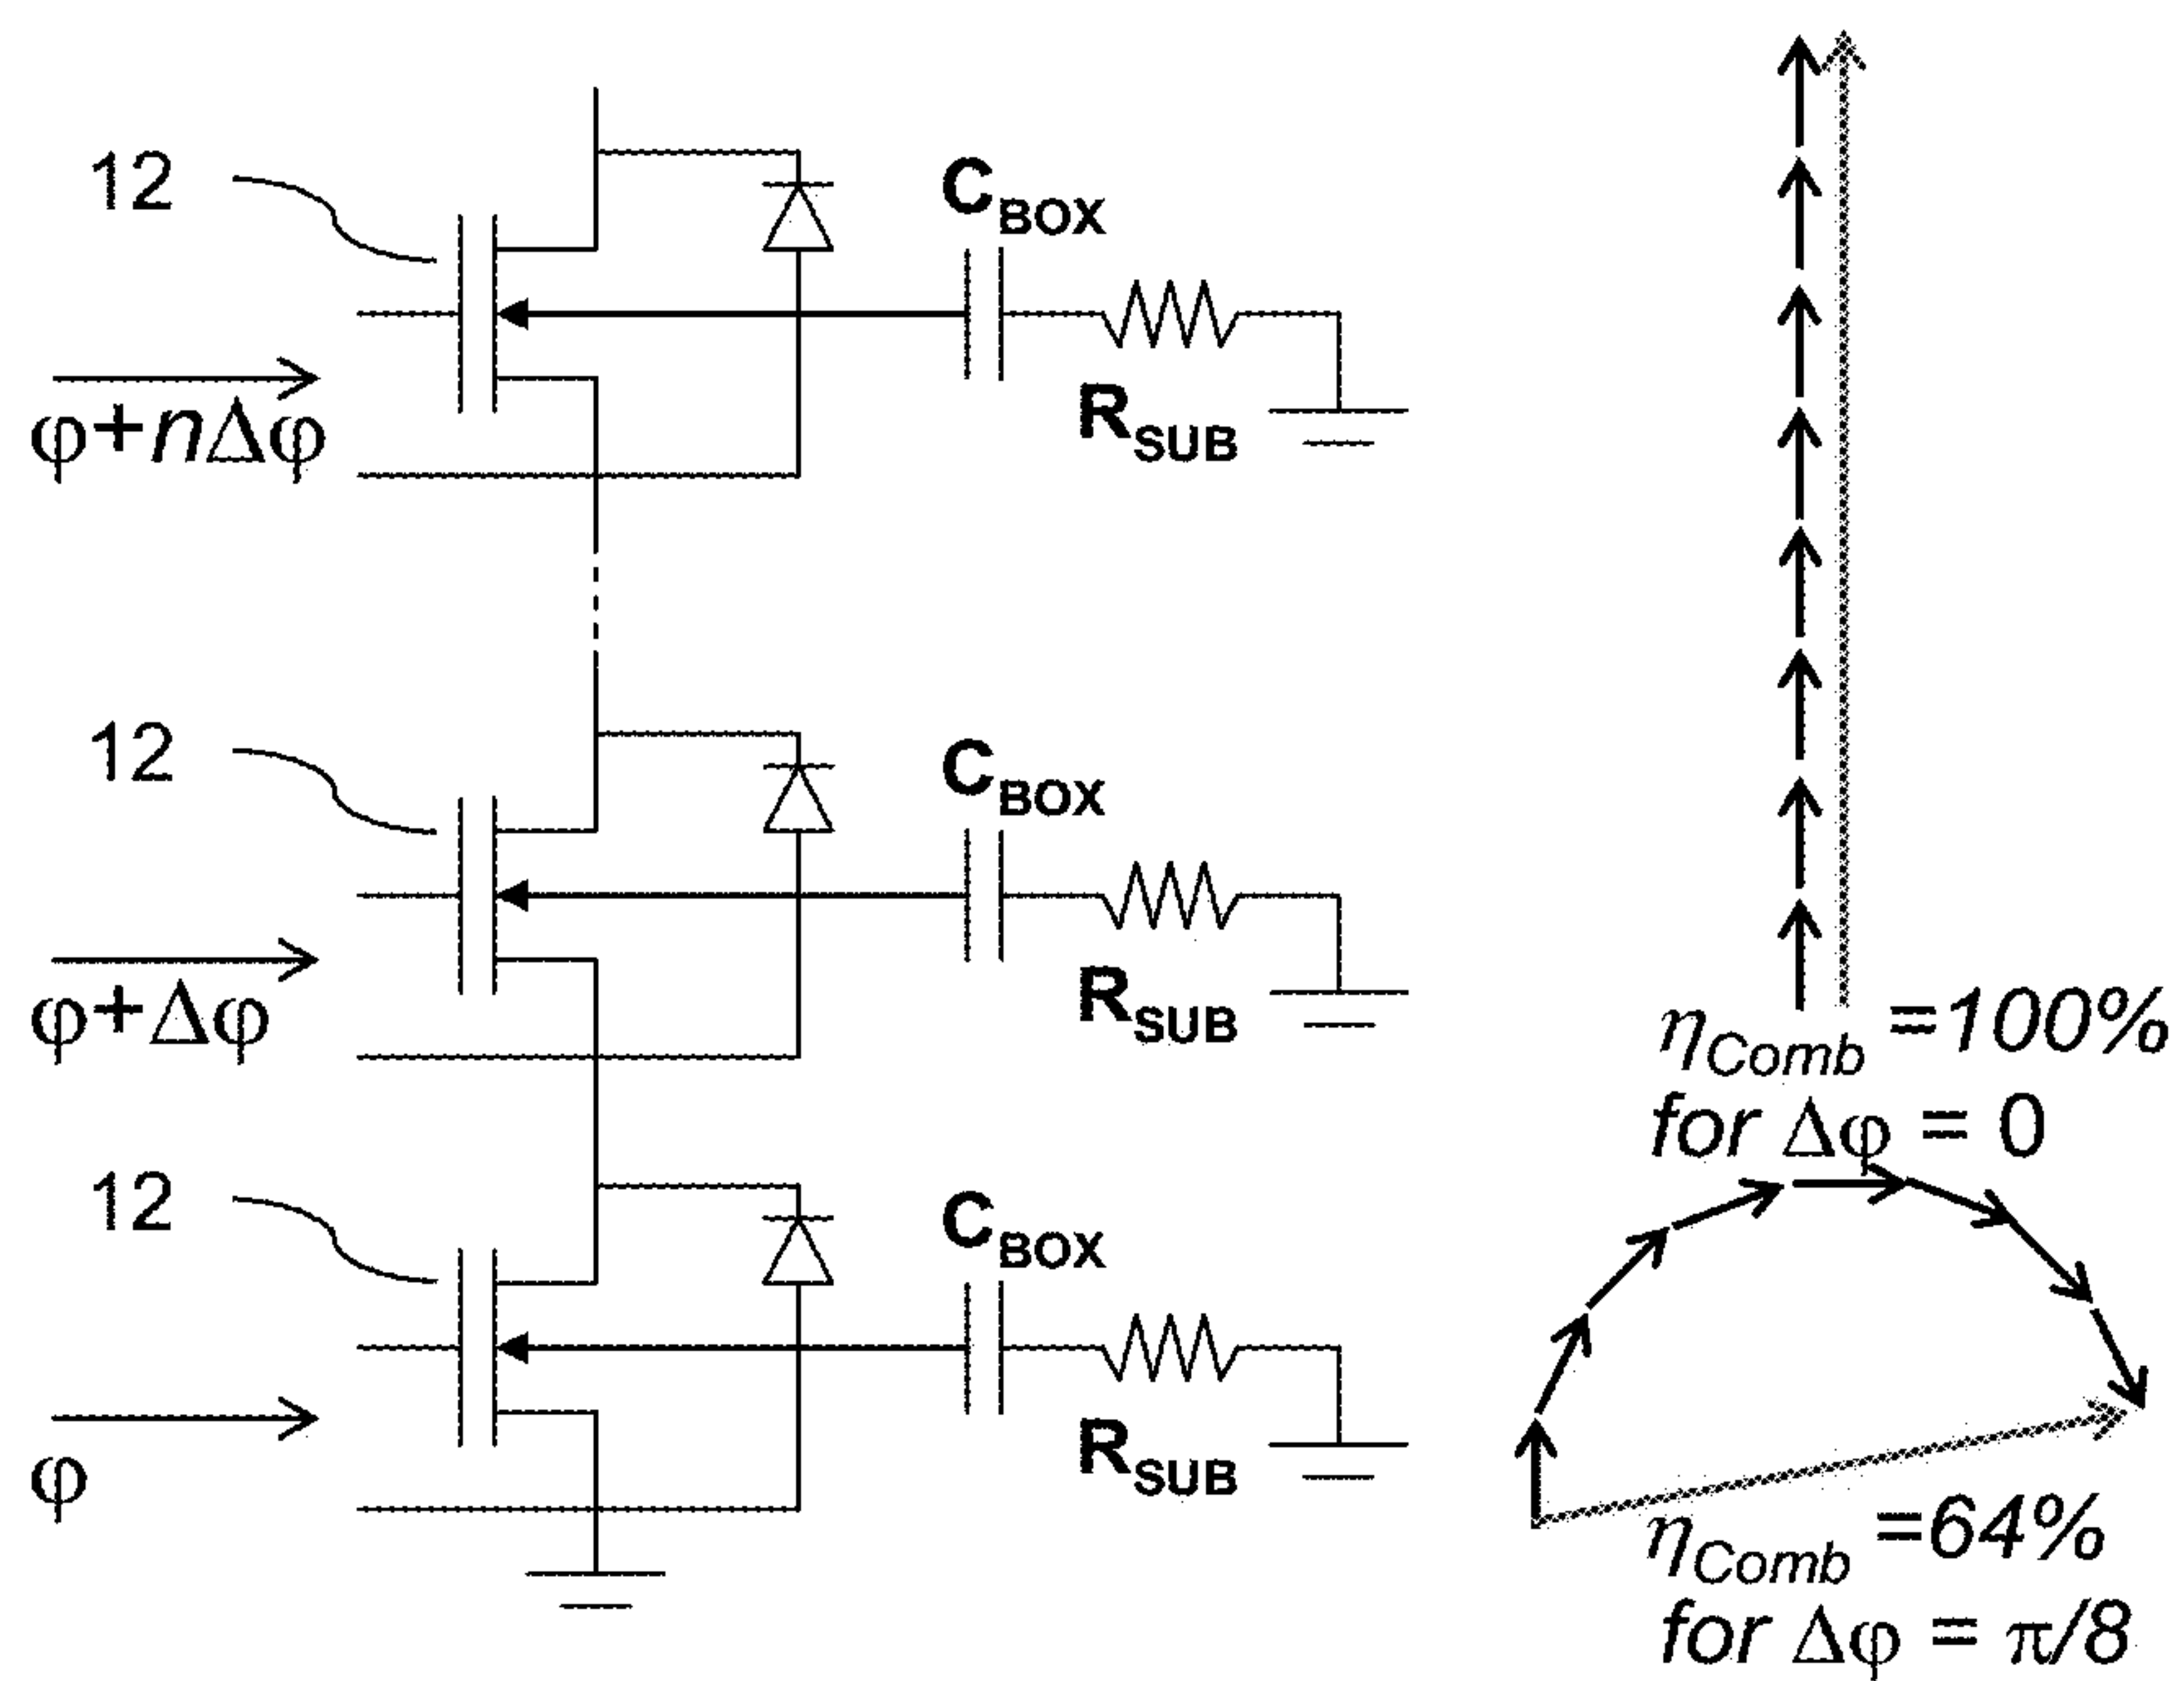 12
C_BOX
R_SUB
φ+nΔφ
12
C_BOX
R_SUB
φ+Δφ
η_Comb =100%
for Δφ = 0
12
C_BOX
R_SUB
φ
η_Comb =64%
for Δφ = π/8